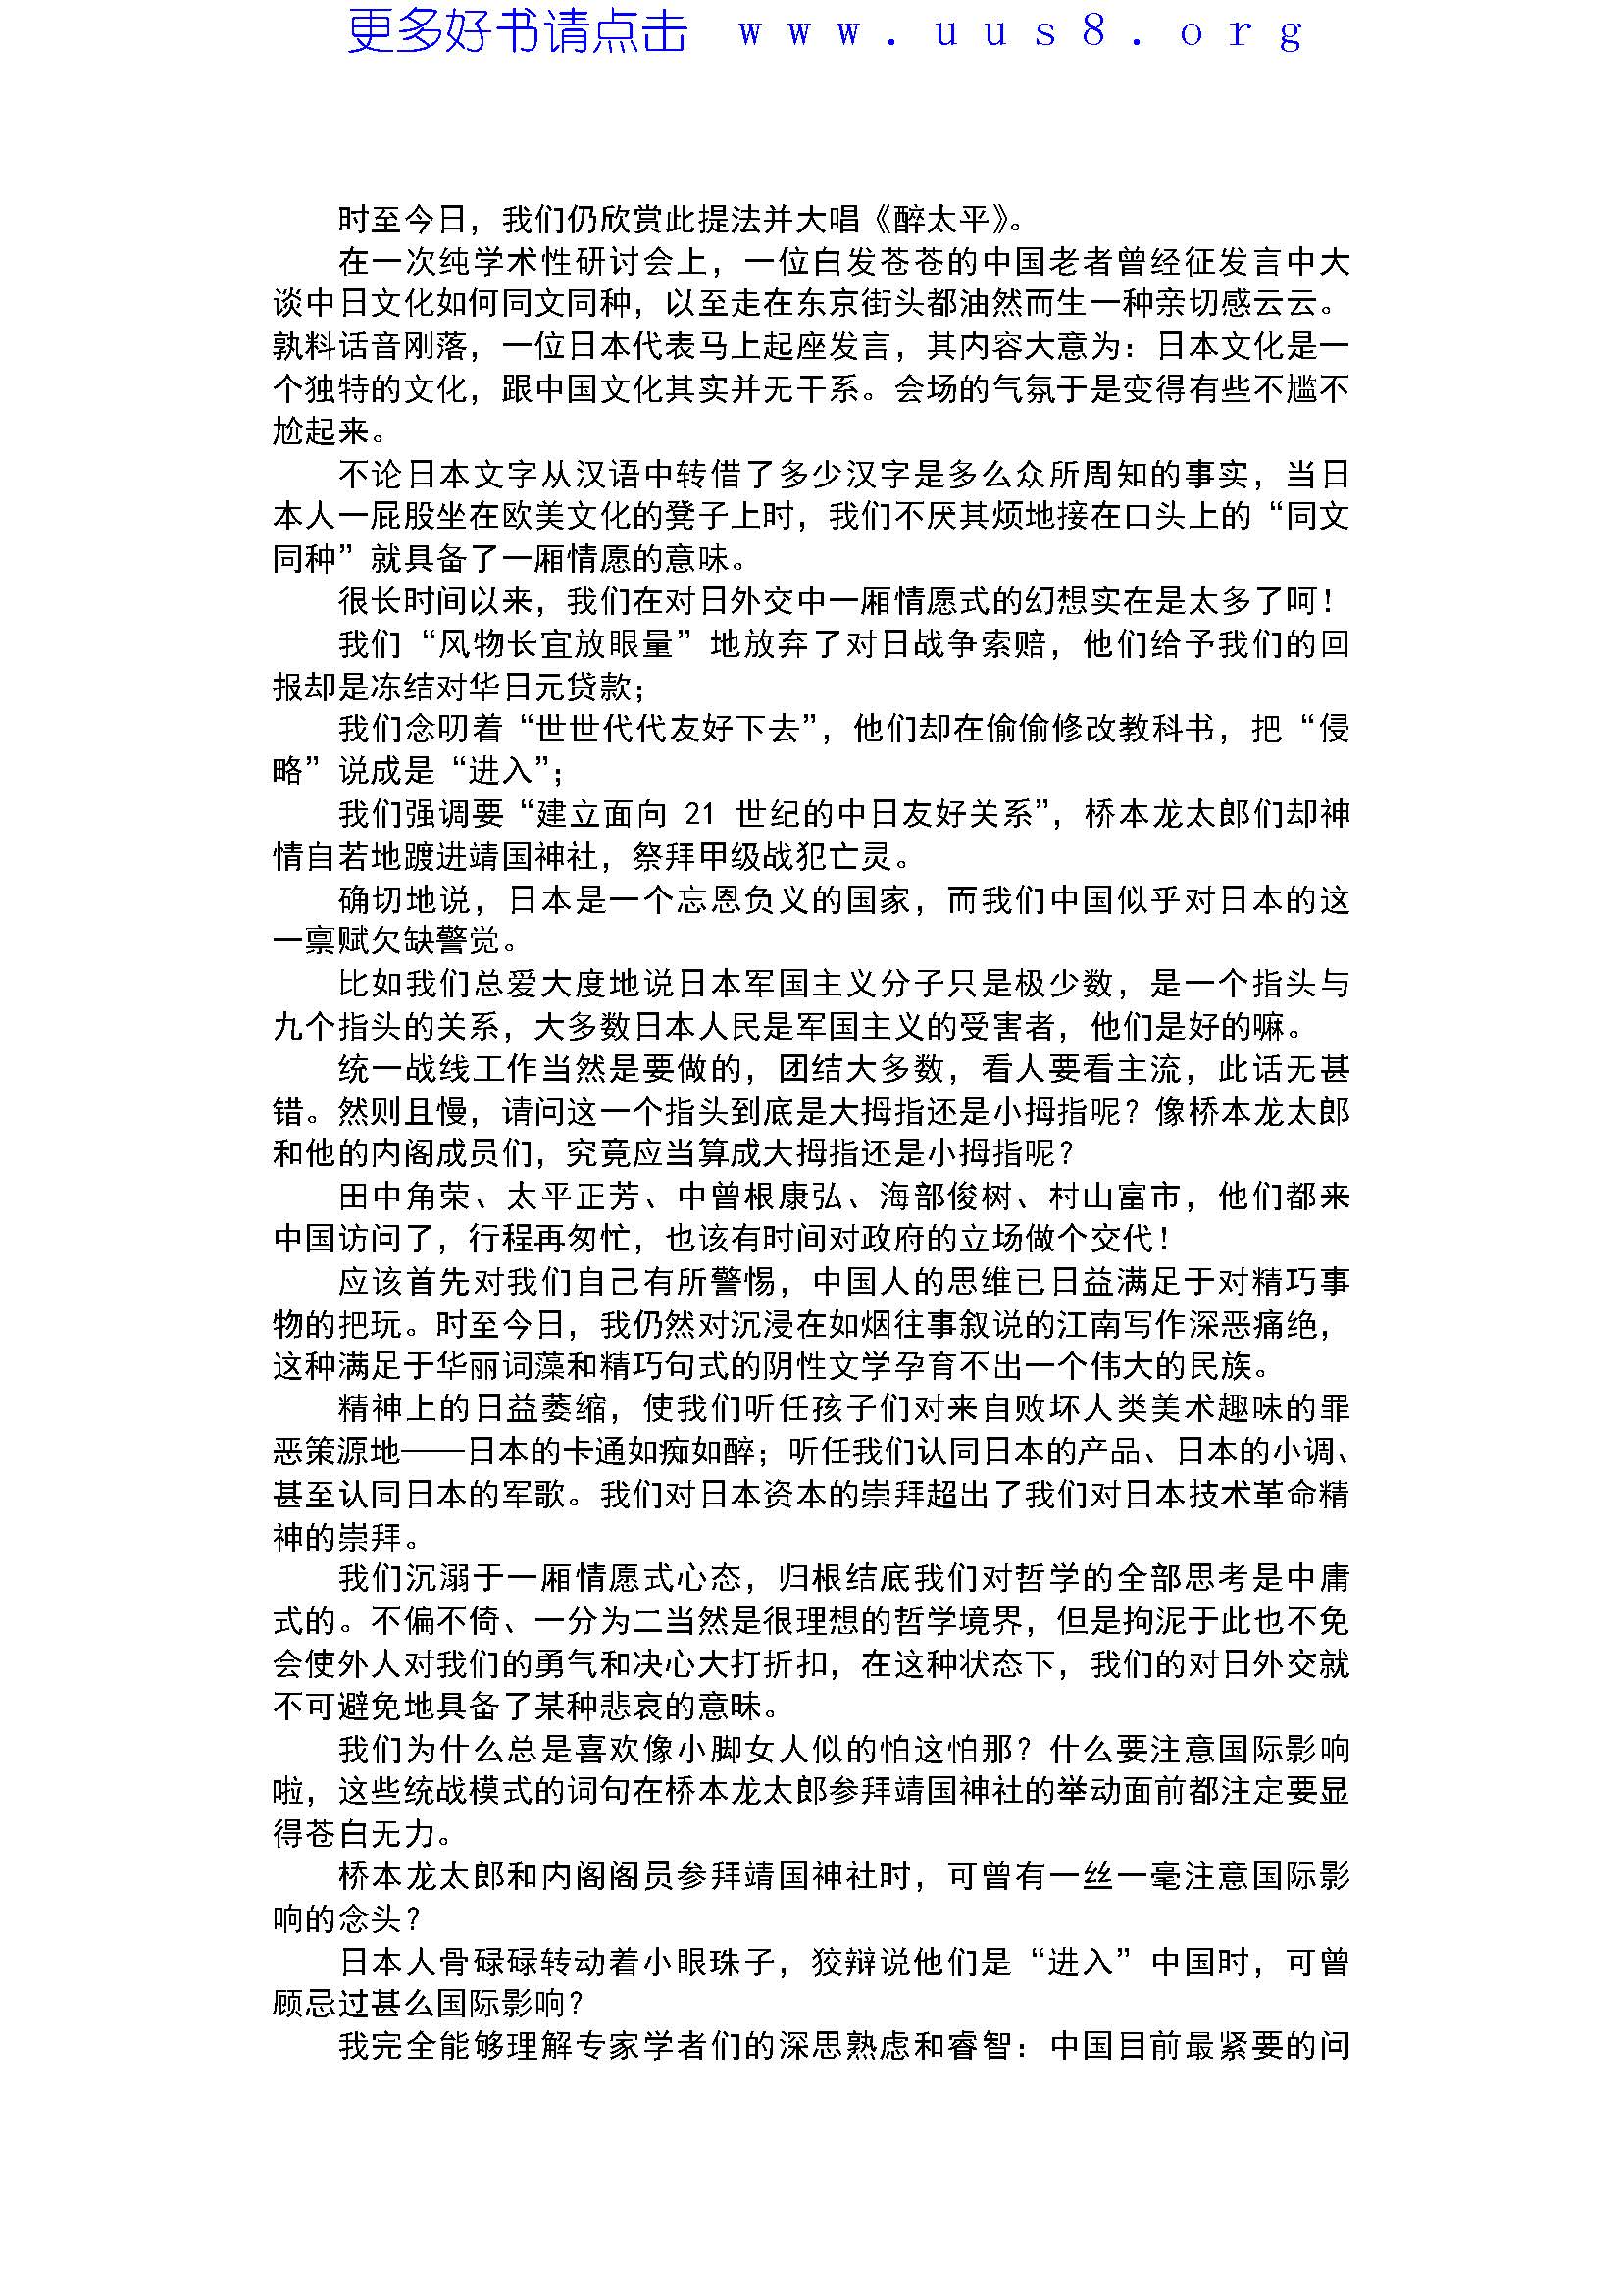 更多好书请点击 www.uus8.org
时至今日，我们仍欣赏此提法并大唱《醉太平》。
在一次纯学术性研讨会上，一位白发苍苍的中国老者曾经征发言中大
谈中日文化如何同文同种，以至走在东京街头都油然而生一种亲切感云云。
孰料话音刚落，一位日本代表马上起座发言，其内容大意为：日本文化是一
个独特的文化，跟中国文化其实并无干系。会场的气氛于是变得有些不尴不
尬起来。
不论日本文字从汉语中转借了多少汉字是多么众所周知的事实，当日
本人一屁股坐在欧美文化的凳子上时，我们不厌其烦地接在口头上的“同文
同种”就具备了一厢情愿的意味。
很长时间以来，我们在对日外交中一厢情愿式的幻想实在是太多了呵！
我们“风物长宜放眼量”地放弃了对日战争索赔，他们给予我们的回
报却是冻结对华日元贷款；
我们念叨着“世世代代友好下去”，他们却在偷偷修改教科书，把“侵
略”说成是“进入”；
我们强调要“建立面向 21 世纪的中日友好关系”，桥本龙太郎们却神
情自若地踱进靖国神社，祭拜甲级战犯亡灵。
确切地说，日本是一个忘恩负义的国家，而我们中国似乎对日本的这
一禀赋欠缺警觉。
比如我们总爱大度地说日本军国主义分子只是极少数，是一个指头与
九个指头的关系，大多数日本人民是军国主义的受害者，他们是好的嘛。
统一战线工作当然是要做的，团结大多数，看人要看主流，此话无甚
错。然则且慢，请问这一个指头到底是大拇指还是小拇指呢？像桥本龙太郎
和他的内阁成员们，究竟应当算成大拇指还是小拇指呢？
田中角荣、太平正芳、中曾根康弘、海部俊树、村山富市，他们都来
中国访问了，行程再匆忙，也该有时间对政府的立场做个交代！
应该首先对我们自己有所警惕，中国人的思维已日益满足于对精巧事
物的把玩。时至今日，我仍然对沉浸在如烟往事叙说的江南写作深恶痛绝，
这种满足于华丽词藻和精巧句式的阴性文学孕育不出一个伟大的民族。
精神上的日益萎缩，使我们听任孩子们对来自败坏人类美术趣味的罪
恶策源地——日本的卡通如痴如醉；听任我们认同日本的产品、日本的小调、
甚至认同日本的军歌。我们对日本资本的崇拜超出了我们对日本技术革命精
神的崇拜。
我们沉溺于一厢情愿式心态，归根结底我们对哲学的全部思考是中庸
式的。不偏不倚、一分为二当然是很理想的哲学境界，但是拘泥于此也不免
会使外人对我们的勇气和决心大打折扣，在这种状态下，我们的对日外交就
不可避免地具备了某种悲哀的意昧。
我们为什么总是喜欢像小脚女人似的怕这怕那？什么要注意国际影响
啦，这些统战模式的词句在桥本龙太郎参拜靖国神社的举动面前都注定要显
得苍白无力。
桥本龙太郎和内阁阁员参拜靖国神社时，可曾有一丝一毫注意国际影
响的念头？
日本人骨碌碌转动着小眼珠子，狡辩说他们是“进入”中国时，可曾
顾忌过甚么国际影响？
我完全能够理解专家学者们的深思熟虑和睿智：中国目前最紧要的问